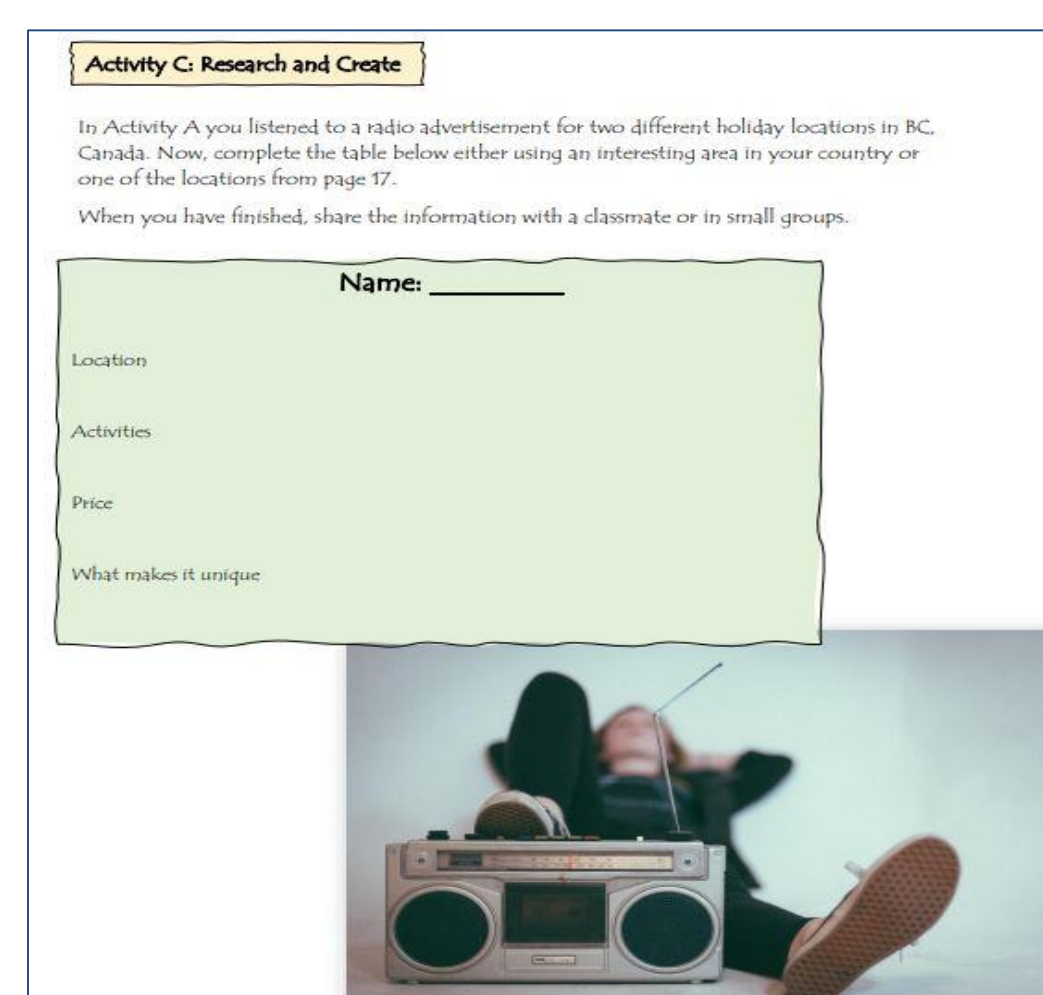 Activity C: Research and Create
In Activity A you listened to a radio advertisement for two different holiday locations in BC,
Canada. Now, complete the table below either using an interesting area in your country or
one of the locations from page 17.
When you have finished, share the information with a classmate or in small groups.
Name: __________
Location
Activities
Price
What makes it unique